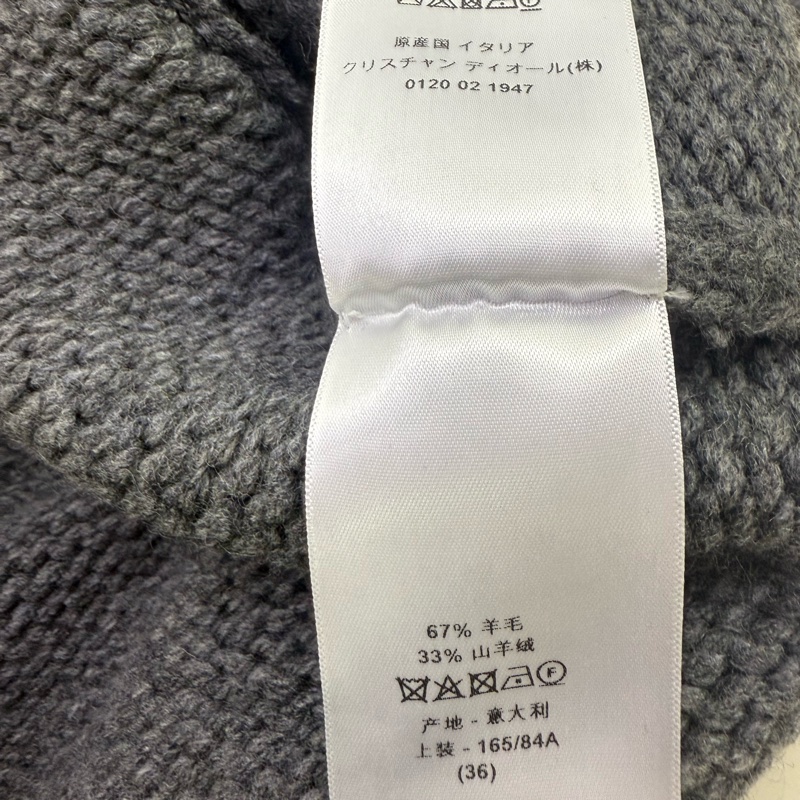 原産国 イタリア
クリスチャン ディオール(株)
0120 02 1947
67% 羊毛
33% 山羊绒
F
产地 - 意大利
上装 - 165/84A
(36)